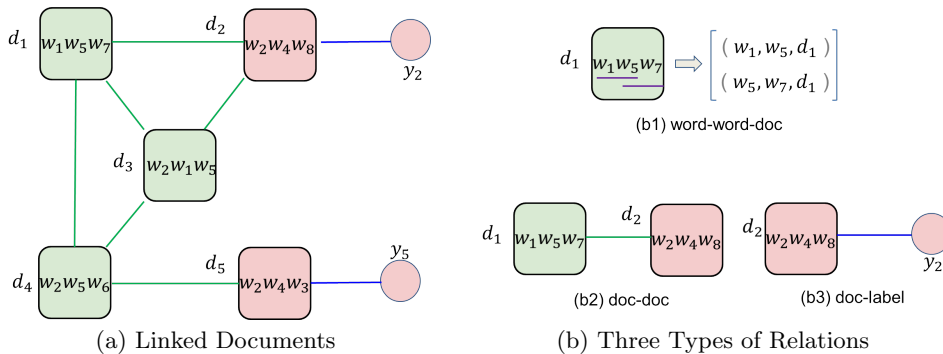 d₁
w₁w₅w₇
d₂
w₂w₄w₈
y₂
d₃
w₂w₁w₅
d₄
w₂w₅w₆
d₅
w₂w₄w₃
y₅
(a) Linked Documents
d₁
w₁w₅w₇
( w₁, w₅, d₁ )
( w₅, w₇, d₁ )
(b1) word-word-doc
d₁
w₁w₅w₇
d₂
w₂w₄w₈
(b2) doc-doc
d₂
w₂w₄w₈
y₂
(b3) doc-label
(b) Three Types of Relations